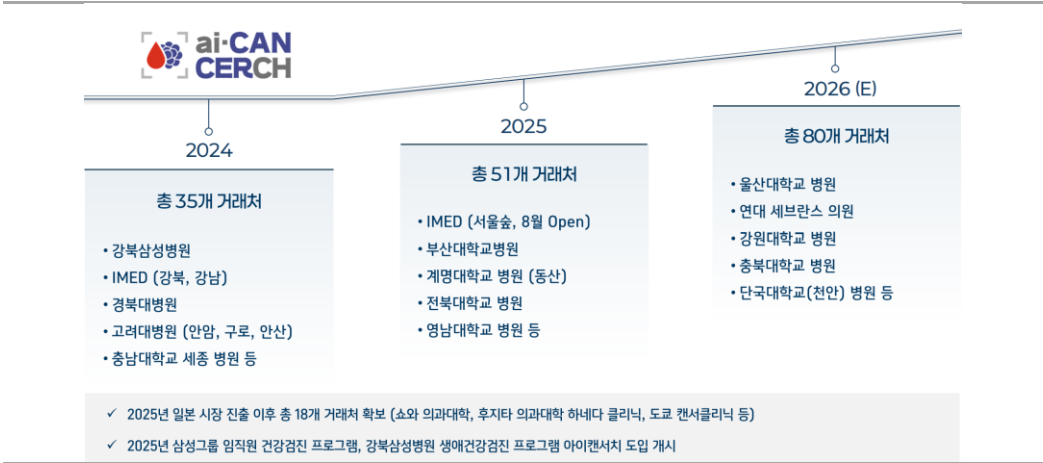 ai·CAN
CERCH
2024
총 35개 거래처
• 강북삼성병원
• IMED (강북, 강남)
• 경북대병원
• 고려대병원 (안암, 구로, 안산)
• 충남대학교 세종 병원 등
2025
총 51개 거래처
• IMED (서울숲, 8월 Open)
• 부산대학교병원
• 계명대학교 병원 (동산)
• 전북대학교 병원
• 영남대학교 병원 등
2026 (E)
총 80개 거래처
• 울산대학교 병원
• 연대 세브란스 의원
• 강원대학교 병원
• 충북대학교 병원
• 단국대학교(천안) 병원 등
✓ 2025년 일본 시장 진출 이후 총 18개 거래처 확보 (쇼와 의과대학, 후지타 의과대학 하네다 클리닉, 도쿄 캔서클리닉 등)
✓ 2025년 삼성그룹 임직원 건강검진 프로그램, 강북삼성병원 생애건강검진 프로그램 아이캔서치 도입 개시